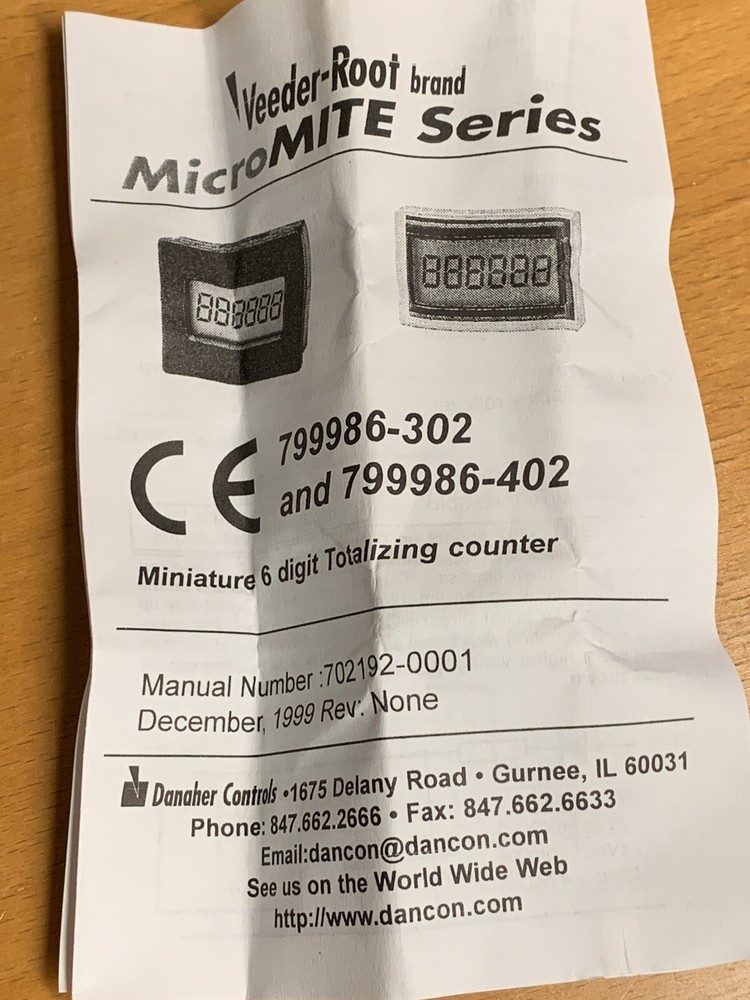 Veeder-Root brand
MicroMITE Series
888888
888888
CE
799986-302
and 799986-402
Miniature 6 digit Totalizing counter
Manual Number :702192-0001
December, 1999 Rev: None
Danaher Controls •1675 Delany Road • Gurnee, IL 60031
Phone: 847.662.2666 • Fax: 847.662.6633
Email:dancon@dancon.com
See us on the World Wide Web
http://www.dancon.com